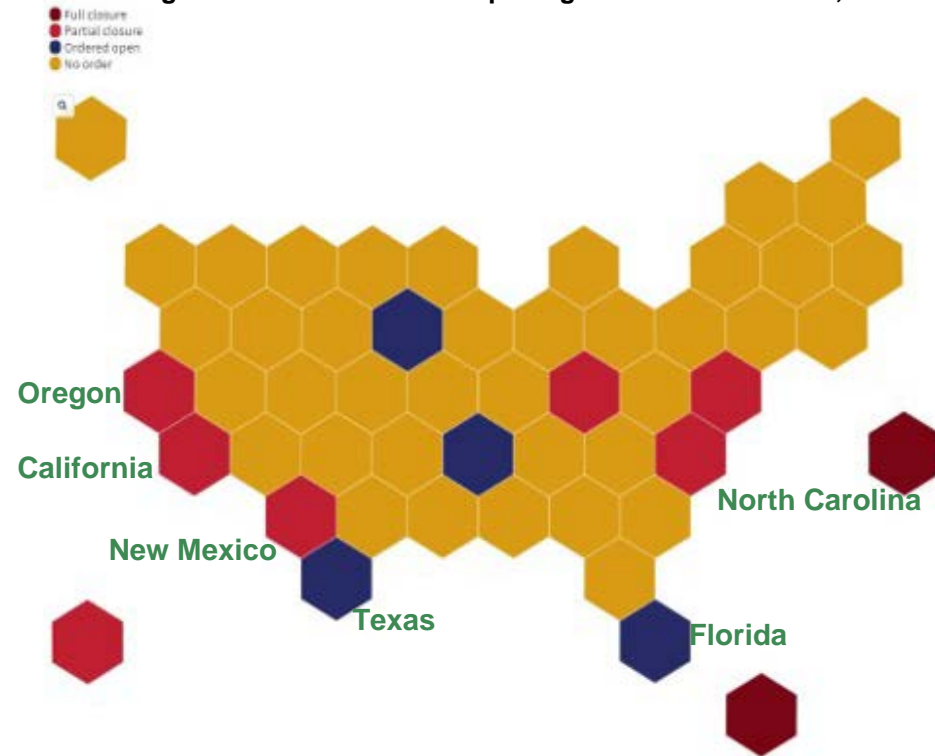 Full closure
Partial closure
Ordered open
No order
Oregon
California
North Carolina
New Mexico
Texas
Florida